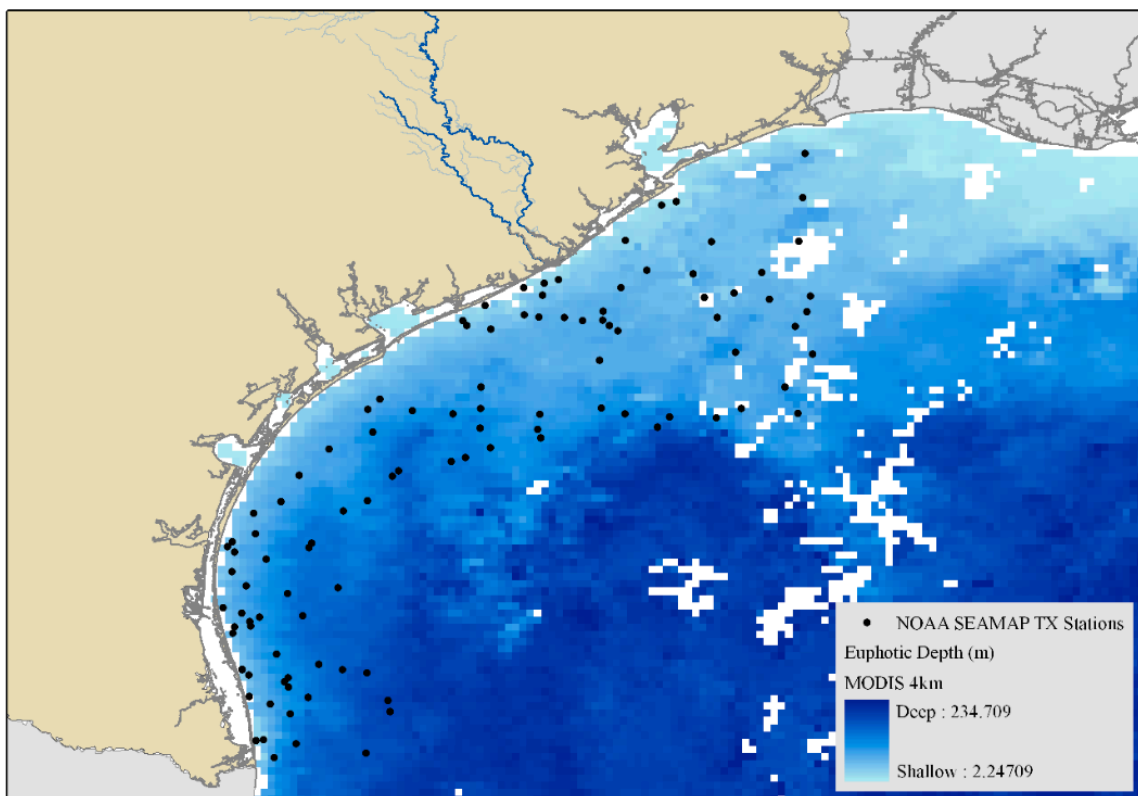 NOAA SEAMAP TX Stations
Euphotic Depth (m)
MODIS 4km
Deep : 234.709
Shallow : 2.24709